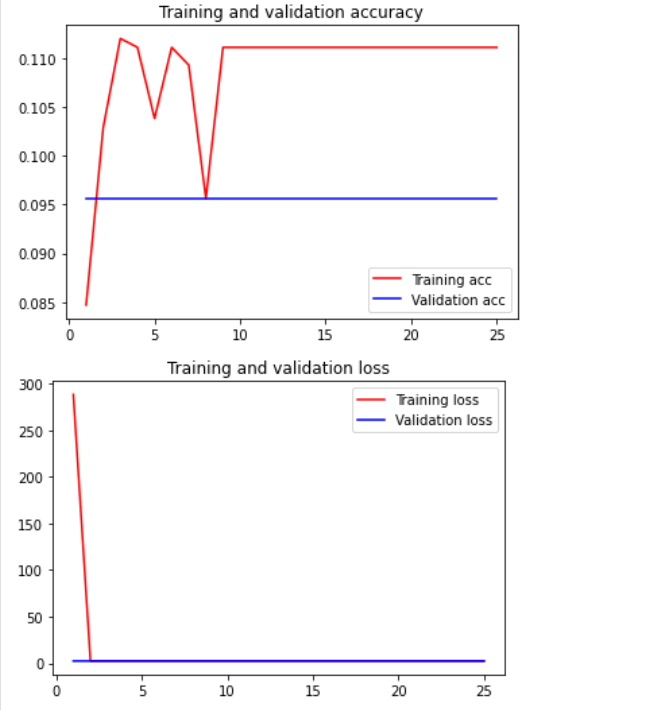 Training and validation accuracy
0.110
0.105
0.100
0.095
0.090
0.085
Training acc
Validation acc
0 5 10 15 20 25
Training and validation loss
300
250
200
150
100
50
0
Training loss
Validation loss
0 5 10 15 20 25